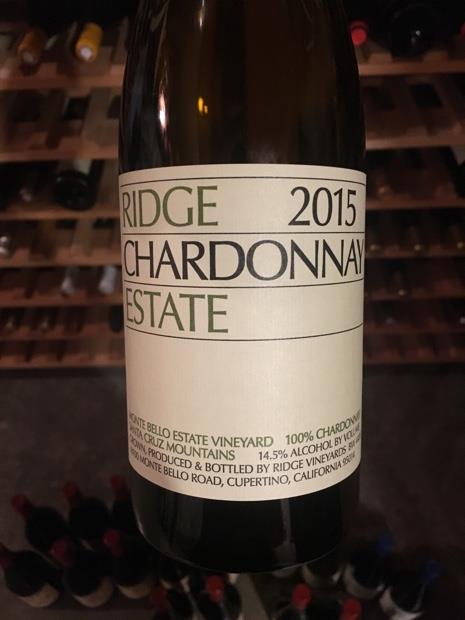 RIDGE 2015
CHARDONNAY
ESTATE
MONTE BELLO ESTATE VINEYARD 100% CHARDONNAY
SANTA CRUZ MOUNTAINS 14.5% ALCOHOL BY VOLUME
GROWN, PRODUCED & BOTTLED BY RIDGE VINEYARDS
MONTE BELLO ROAD, CUPERTINO, CALIFORNIA